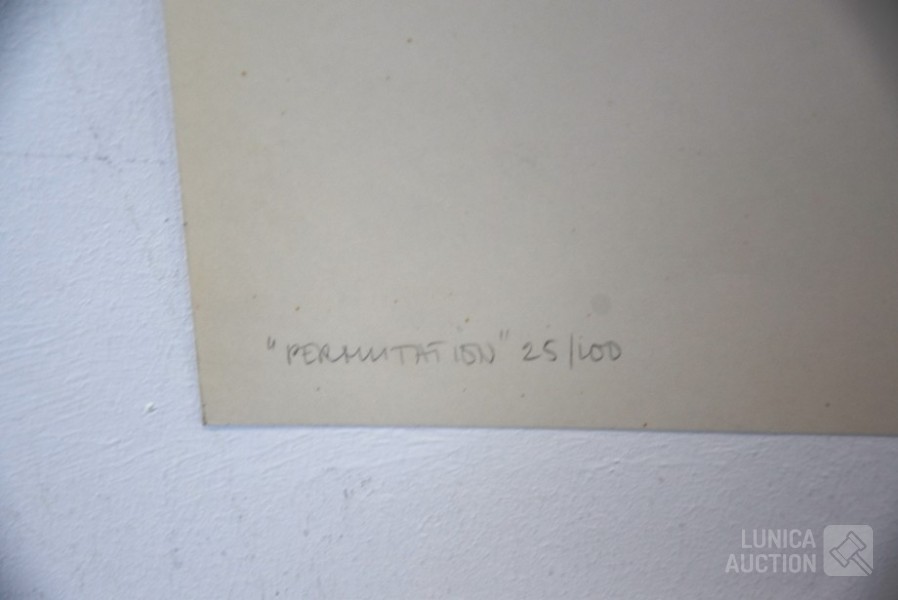 "PERMUTATION" 25/100
LUNICA
AUCTION